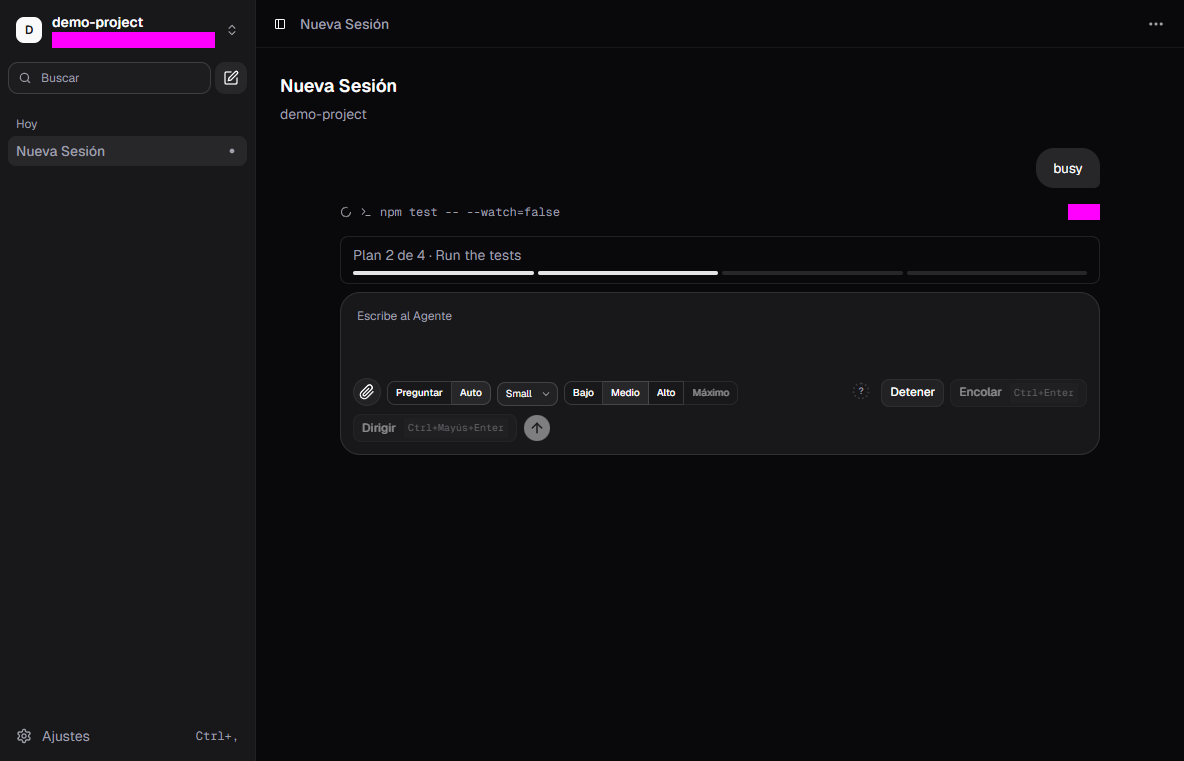 D
demo-project
Buscar
Hoy
Nueva Sesión
Ajustes
Ctrl+,
Nueva Sesión
Nueva Sesión
demo-project
busy
npm test -- --watch=false
Plan 2 de 4 · Run the tests
Escribe al Agente
Preguntar Auto Small Bajo Medio Alto Máximo ? Detener Encolar Ctrl+Enter
Dirigir Ctrl+Mayús+Enter